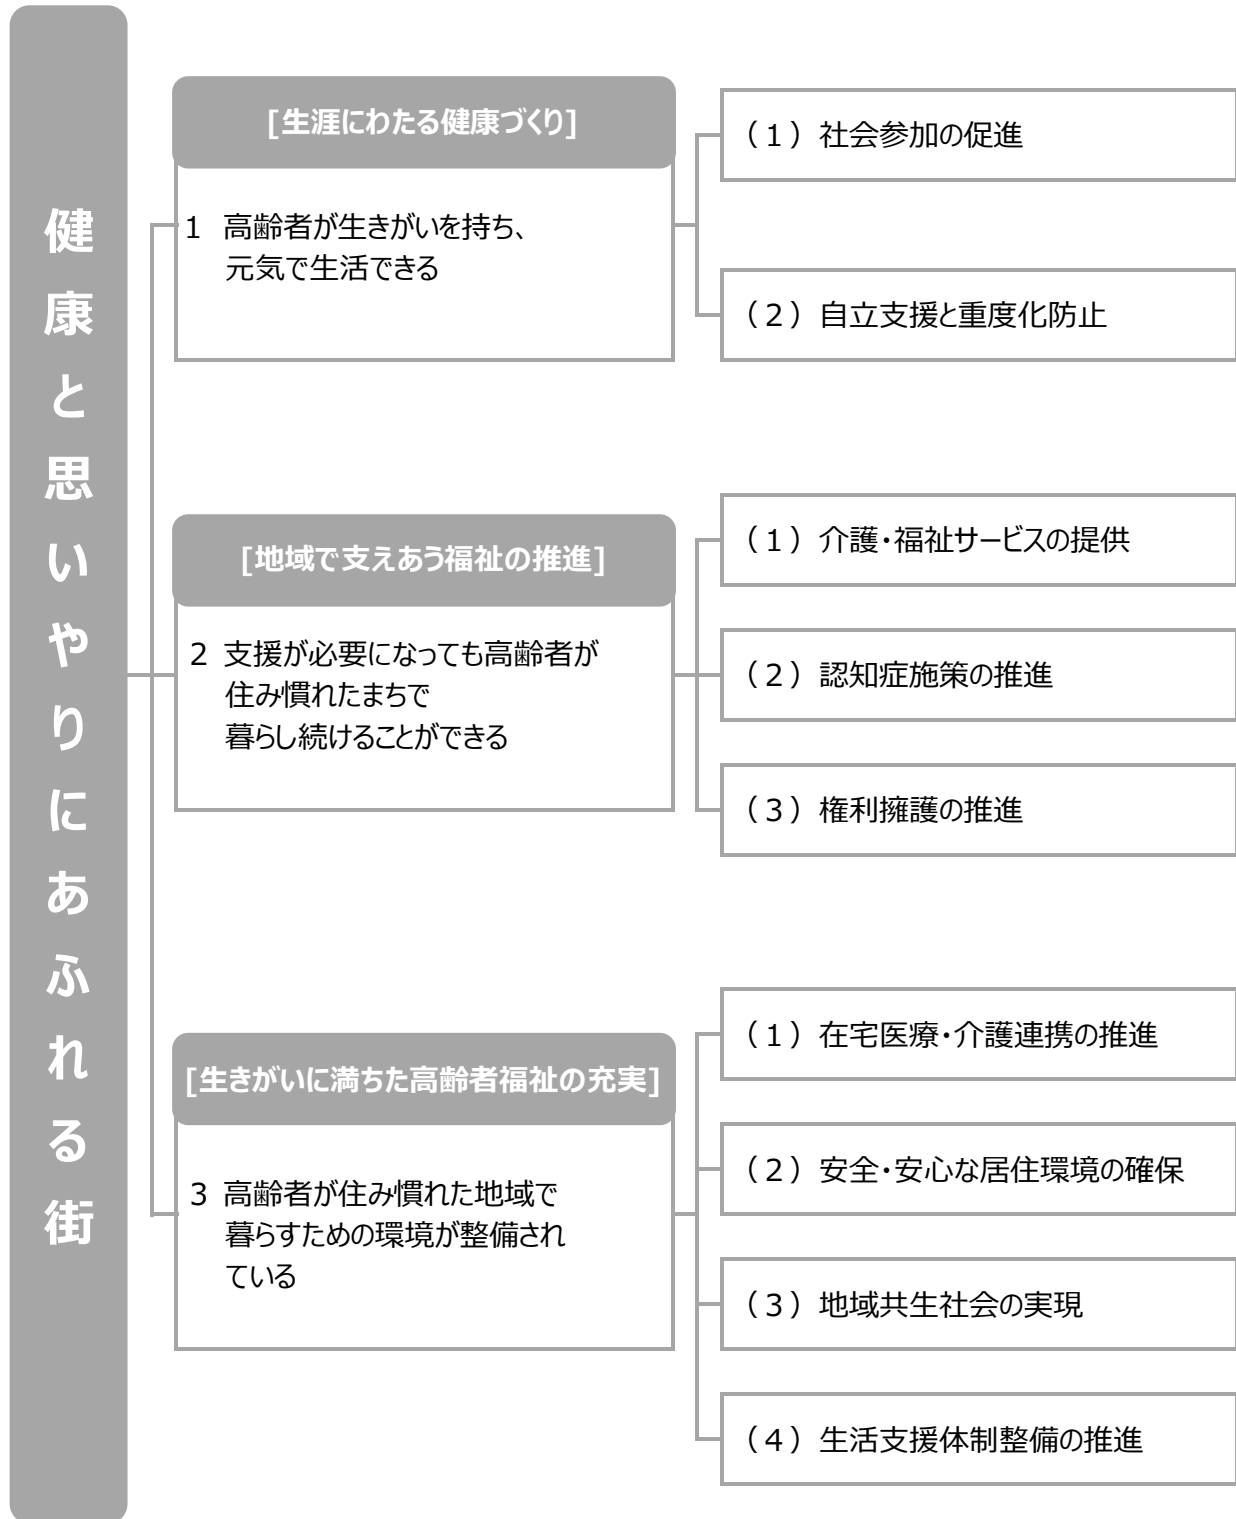 健康と思いやりにあふれる街
[生涯にわたる健康づくり]
1 高齢者が生きがいを持ち、
元気で生活できる
（1）社会参加の促進
（2）自立支援と重度化防止
[地域で支えあう福祉の推進]
2 支援が必要になっても高齢者が
住み慣れたまちで
暮らし続けることができる
（1）介護・福祉サービスの提供
（2）認知症施策の推進
（3）権利擁護の推進
[生きがいに満ちた高齢者福祉の充実]
3 高齢者が住み慣れた地域で
暮らすための環境が整備され
ている
（1）在宅医療・介護連携の推進
（2）安全・安心な居住環境の確保
（3）地域共生社会の実現
（4）生活支援体制整備の推進